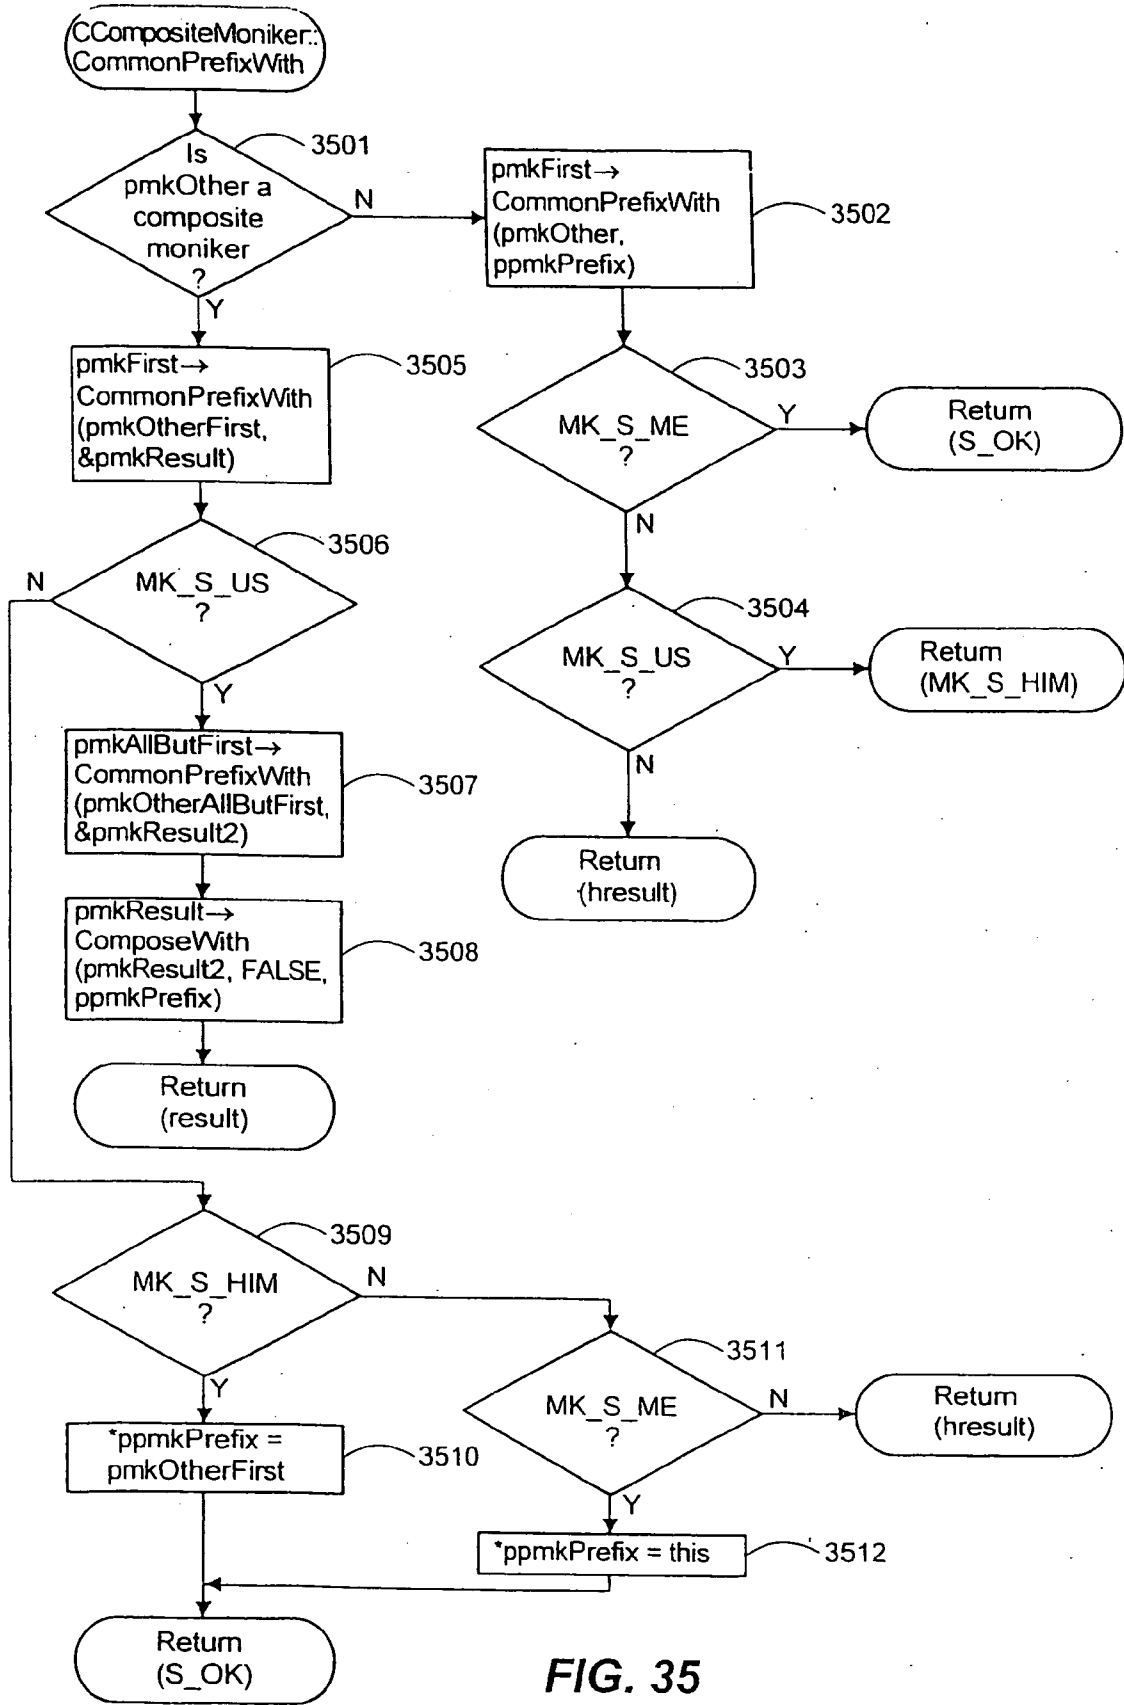 CCompositeMoniker::
CommonPrefixWith
3501
Is
pmkOther a
composite
moniker
?
N
Y
pmkFirst→
CommonPrefixWith
(pmkOther,
ppmkPrefix)
3502
3503
MK_S_ME
?
Y
N
Return
(S_OK)
3504
MK_S_US
?
Y
N
Return
(MK_S_HIM)
Return
(hresult)
pmkFirst→
CommonPrefixWith
(pmkOtherFirst,
&pmkResult)
3505
3506
MK_S_US
?
N
Y
pmkAllButFirst→
CommonPrefixWith
(pmkOtherAllButFirst,
&pmkResult2)
3507
pmkResult→
ComposeWith
(pmkResult2, FALSE,
ppmkPrefix)
3508
Return
(result)
3509
MK_S_HIM
?
N
Y
*ppmkPrefix =
pmkOtherFirst
3510
3511
MK_S_ME
?
N
Y
Return
(hresult)
*ppmkPrefix = this
3512
Return
(S_OK)
FIG. 35